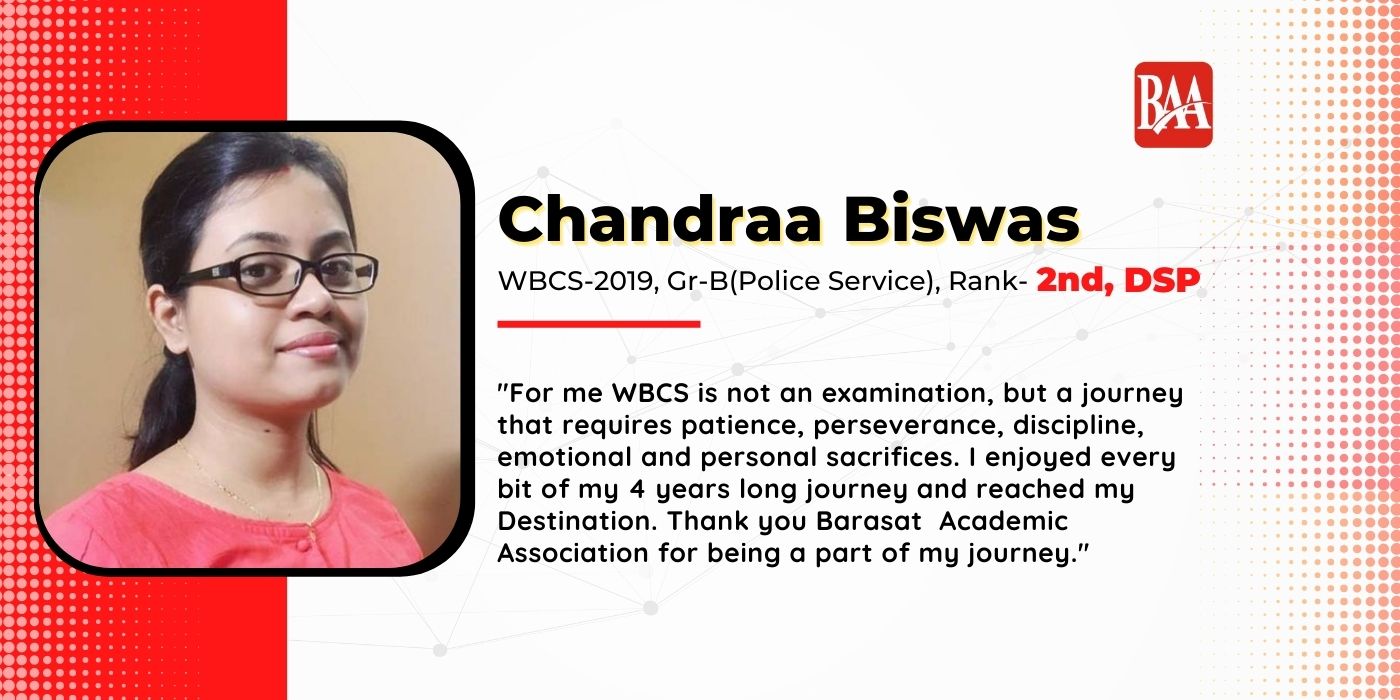 BAA
Chandraa Biswas
WBCS-2019, Gr-B(Police Service), Rank- 2nd, DSP
"For me WBCS is not an examination, but a journey
that requires patience, perseverance, discipline,
emotional and personal sacrifices. I enjoyed every
bit of my 4 years long journey and reached my
Destination. Thank you Barasat  Academic
Association for being a part of my journey."